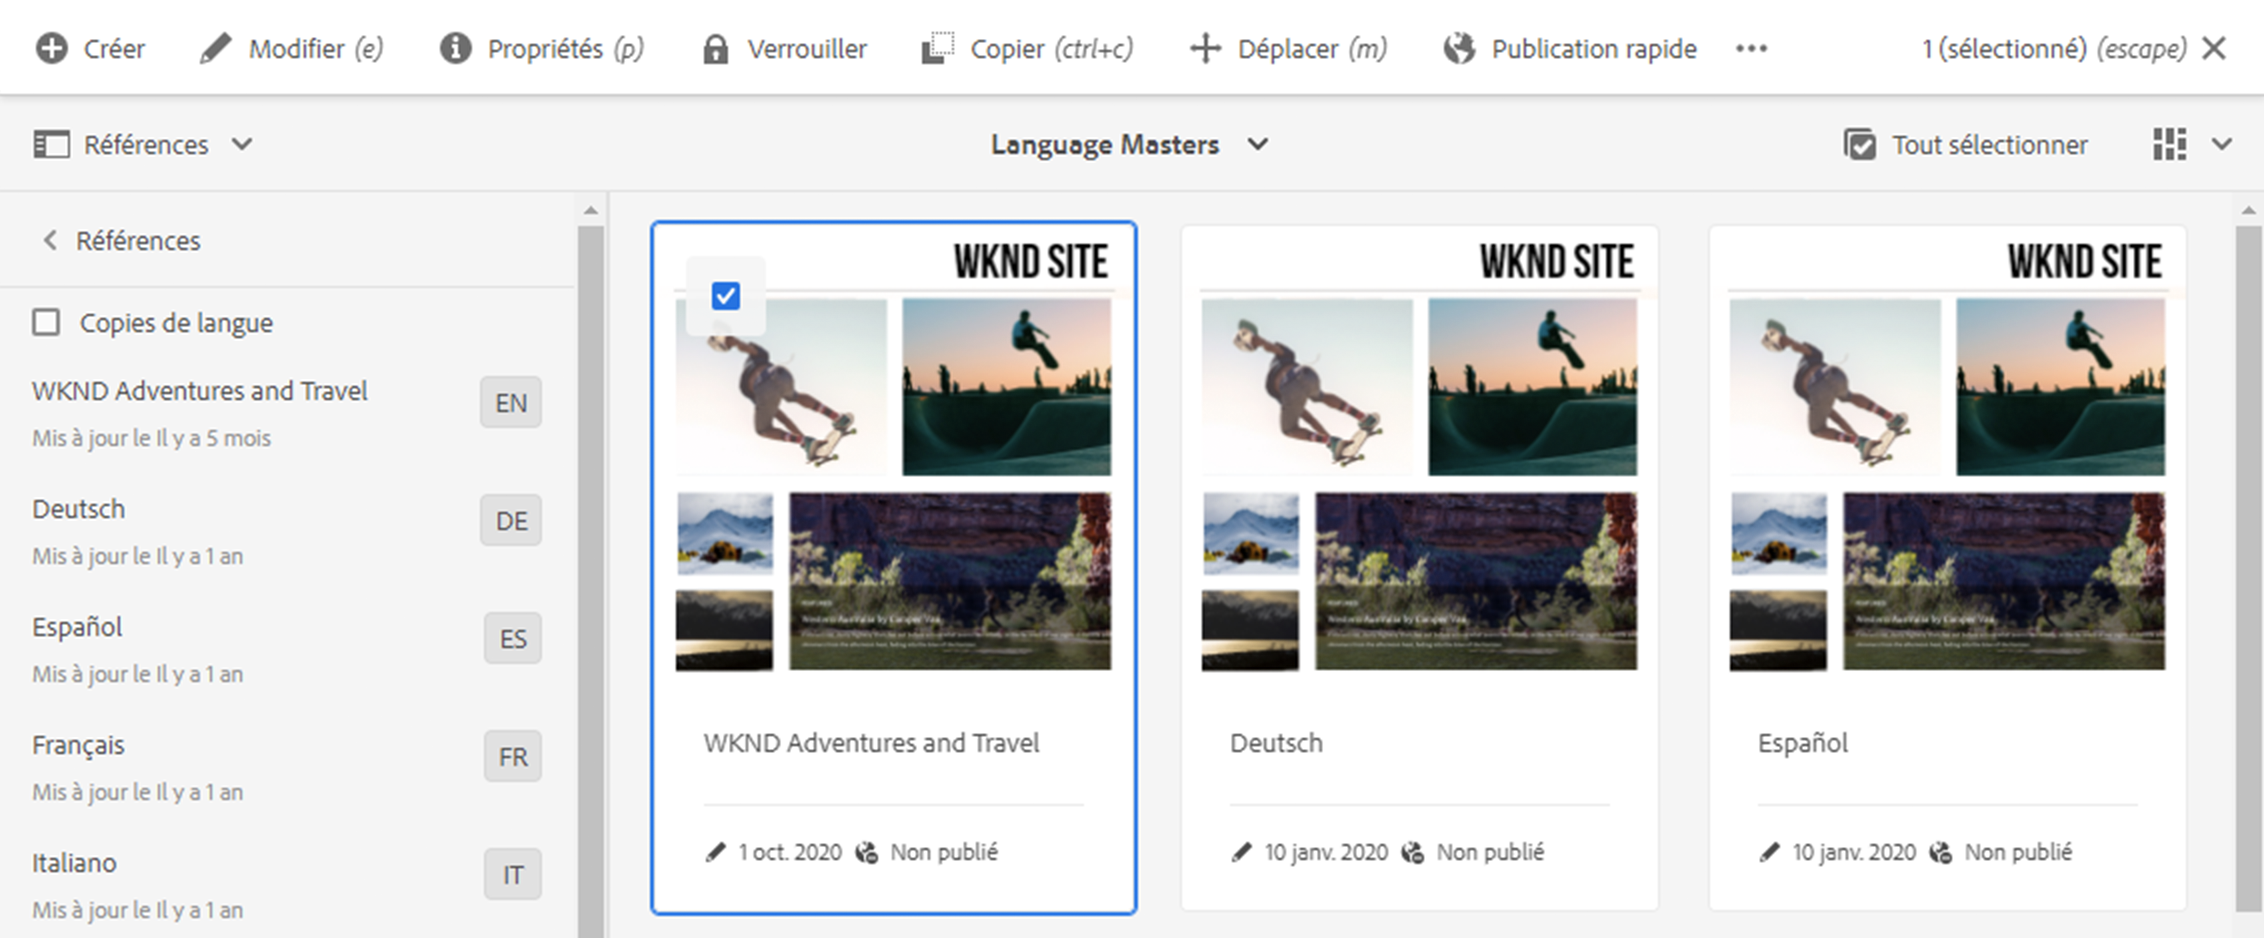 Créer Modifier (e) Propriétés (p) Verrouiller Copier (ctrl+c) Déplacer (m) Publication rapide 1 (sélectionné) (escape)
Références Language Masters Tout sélectionner
Références
Copies de langue
WKND Adventures and Travel EN
Mis à jour le Il y a 5 mois
Deutsch DE
Mis à jour le Il y a 1 an
Español ES
Mis à jour le Il y a 1 an
Français FR
Mis à jour le Il y a 1 an
Italiano IT
Mis à jour le Il y a 1 an
WKND SITE
WKND Adventures and Travel
1 oct. 2020 Non publié
WKND SITE
Deutsch
10 janv. 2020 Non publié
WKND SITE
Español
10 janv. 2020 Non publié